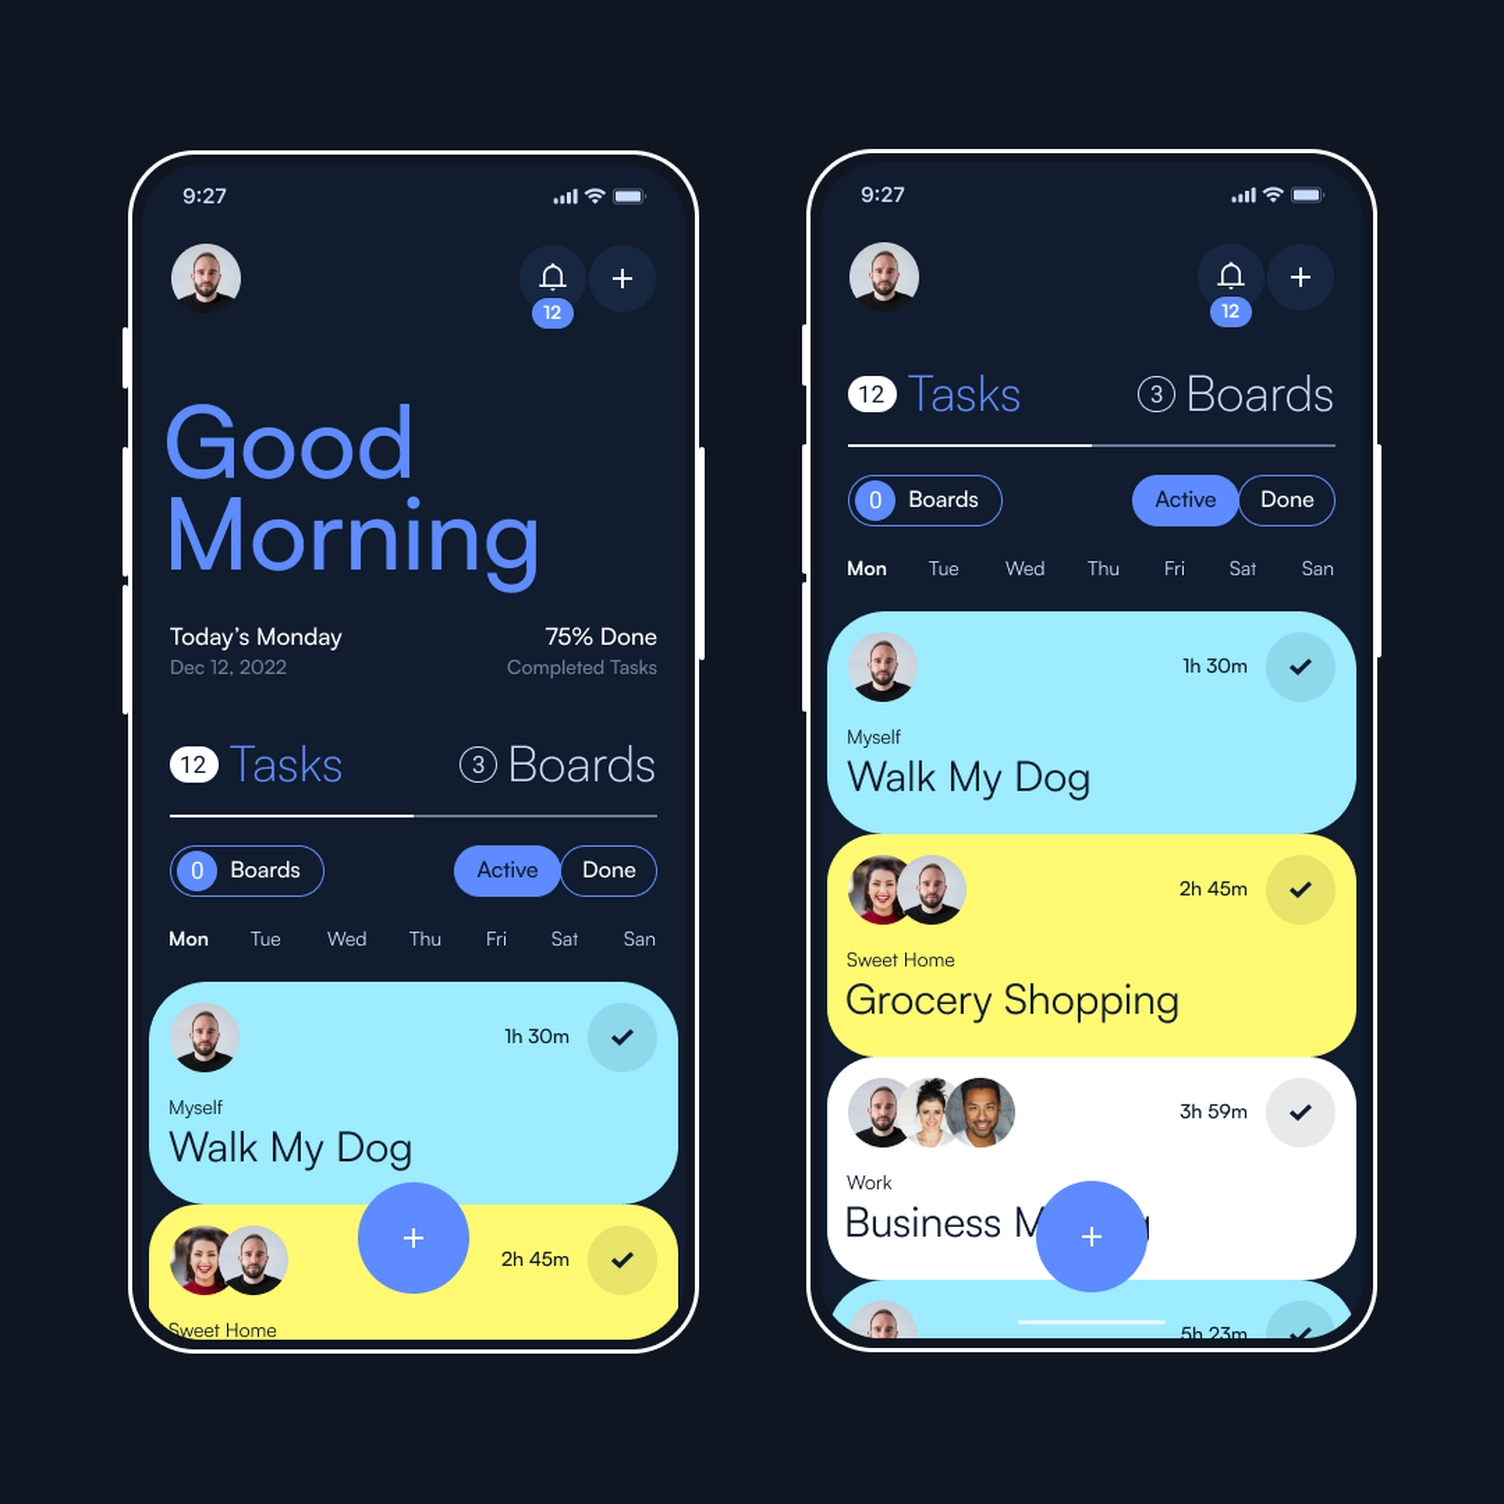 9:27
12
Good
Morning
Today’s Monday 75% Done
Dec 12, 2022 Completed Tasks
12 Tasks 3 Boards
0 Boards Active Done
Mon Tue Wed Thu Fri Sat San
1h 30m
Myself
Walk My Dog
2h 45m
Sweet Home
9:27
12
12 Tasks 3 Boards
0 Boards Active Done
Mon Tue Wed Thu Fri Sat San
1h 30m
Myself
Walk My Dog
2h 45m
Sweet Home
Grocery Shopping
3h 59m
Work
Business
5h 23m